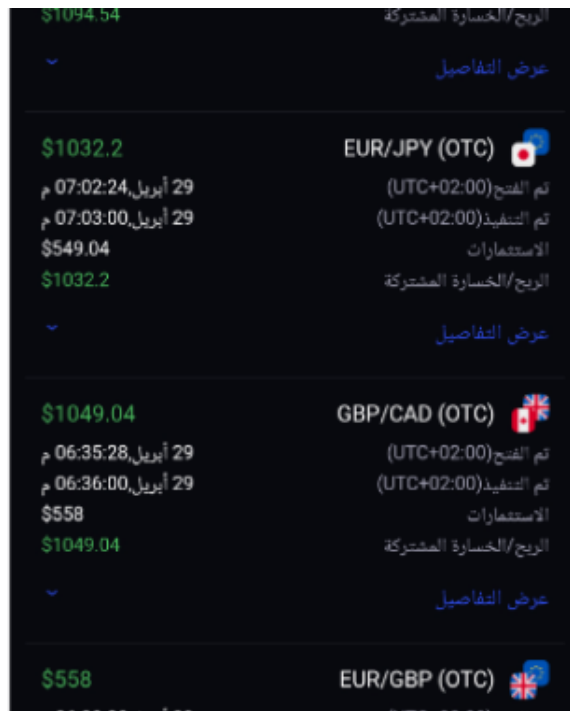 الربح/الخسارة المشتركة $1094.54
عرض التفاصيل
EUR/JPY (OTC) $1032.2
تم الفتح(UTC+02:00) 29 أبريل,07:02:24 م
تم التنفيذ(UTC+02:00) 29 أبريل,07:03:00 م
الاستثمارات $549.04
الربح/الخسارة المشتركة $1032.2
عرض التفاصيل
GBP/CAD (OTC) $1049.04
تم الفتح(UTC+02:00) 29 أبريل,06:35:28 م
تم التنفيذ(UTC+02:00) 29 أبريل,06:36:00 م
الاستثمارات $558
الربح/الخسارة المشتركة $1049.04
عرض التفاصيل
EUR/GBP (OTC) $558